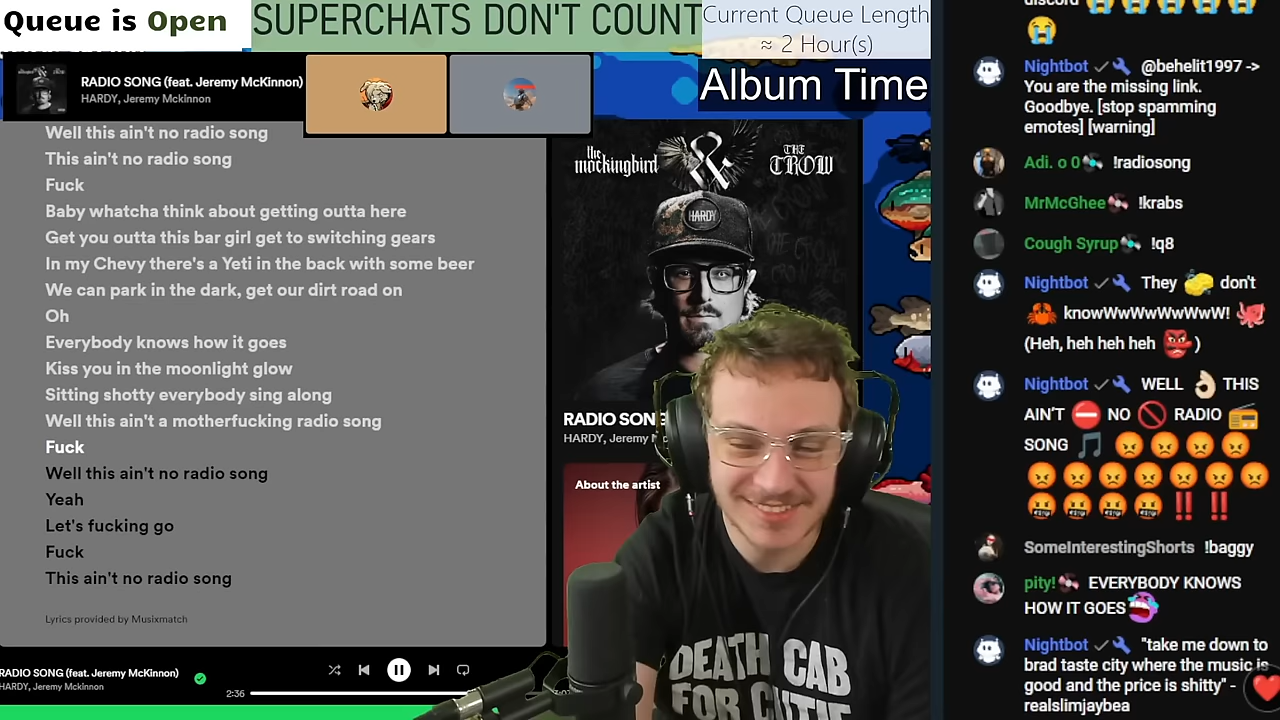 Queue is Open
SUPERCHATS DON'T COUNT
Current Queue Length
≈ 2 Hour(s)
Album Time
RADIO SONG (feat. Jeremy McKinnon)
HARDY, Jeremy Mckinnon
Well this ain't no radio song
This ain't no radio song
Fuck
Baby whatcha think about getting outta here
Get you outta this bar girl get to switching gears
In my Chevy there's a Yeti in the back with some beer
We can park in the dark, get our dirt road on
Oh
Everybody knows how it goes
Kiss you in the moonlight glow
Sitting shotty everybody sing along
Well this ain't a motherfucking radio song
Fuck
Well this ain't no radio song
Yeah
Let's fucking go
Fuck
This ain't no radio song
Lyrics provided by Musixmatch
RADIO SONG (feat. Jeremy McKinnon)
HARDY, Jeremy Mckinnon
2:36
the mockingbird & THE CROW
HARDY
RADIO SONG
HARDY, Jeremy
About the artist
DEATH CAB
FOR CUTIE
discord 😭😭😭😭😭
😭
Nightbot @behelit1997 ->
You are the missing link.
Goodbye. [stop spamming
emotes] [warning]
Adi. o 0 !radiosong
MrMcGhee !krabs
Cough Syrup !q8
Nightbot They 🧽 don't
🦀 knowWwWwWwWwW! 🐙
(Heh, heh heh heh 👺)
Nightbot WELL 👌🏻 THIS
AIN'T ⛔ NO 🚫 RADIO 📻
SONG 🎵 😡😡😡😡
😡😡😡😡😡😡😡
🤬🤬🤬🤬‼️‼️
SomeInterestingShorts !baggy
pity! EVERYBODY KNOWS
HOW IT GOES
Nightbot "take me down to
brad taste city where the music is
good and the price is shitty" -
realslimjaybea